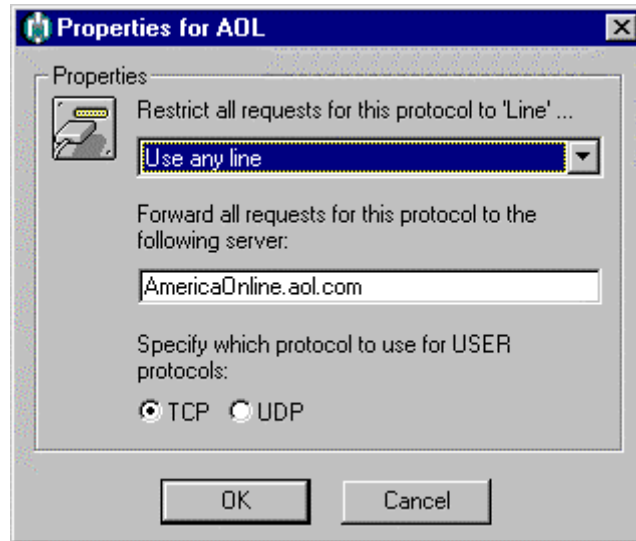 Properties for AOL
Properties
Restrict all requests for this protocol to 'Line' ...
Use any line
Forward all requests for this protocol to the
following server:
AmericaOnline.aol.com
Specify which protocol to use for USER
protocols:
TCP UDP
OK Cancel